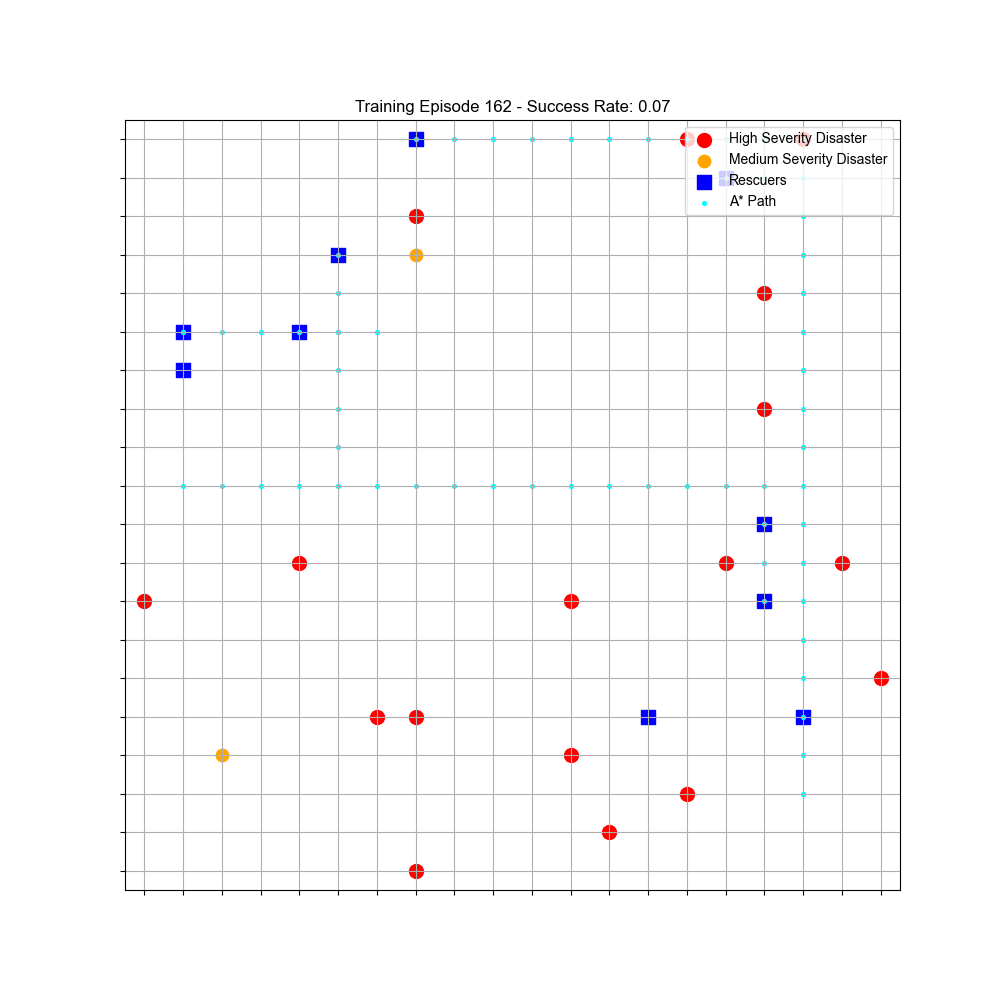 Training Episode 162 - Success Rate: 0.07
High Severity Disaster
Medium Severity Disaster
Rescuers
A* Path